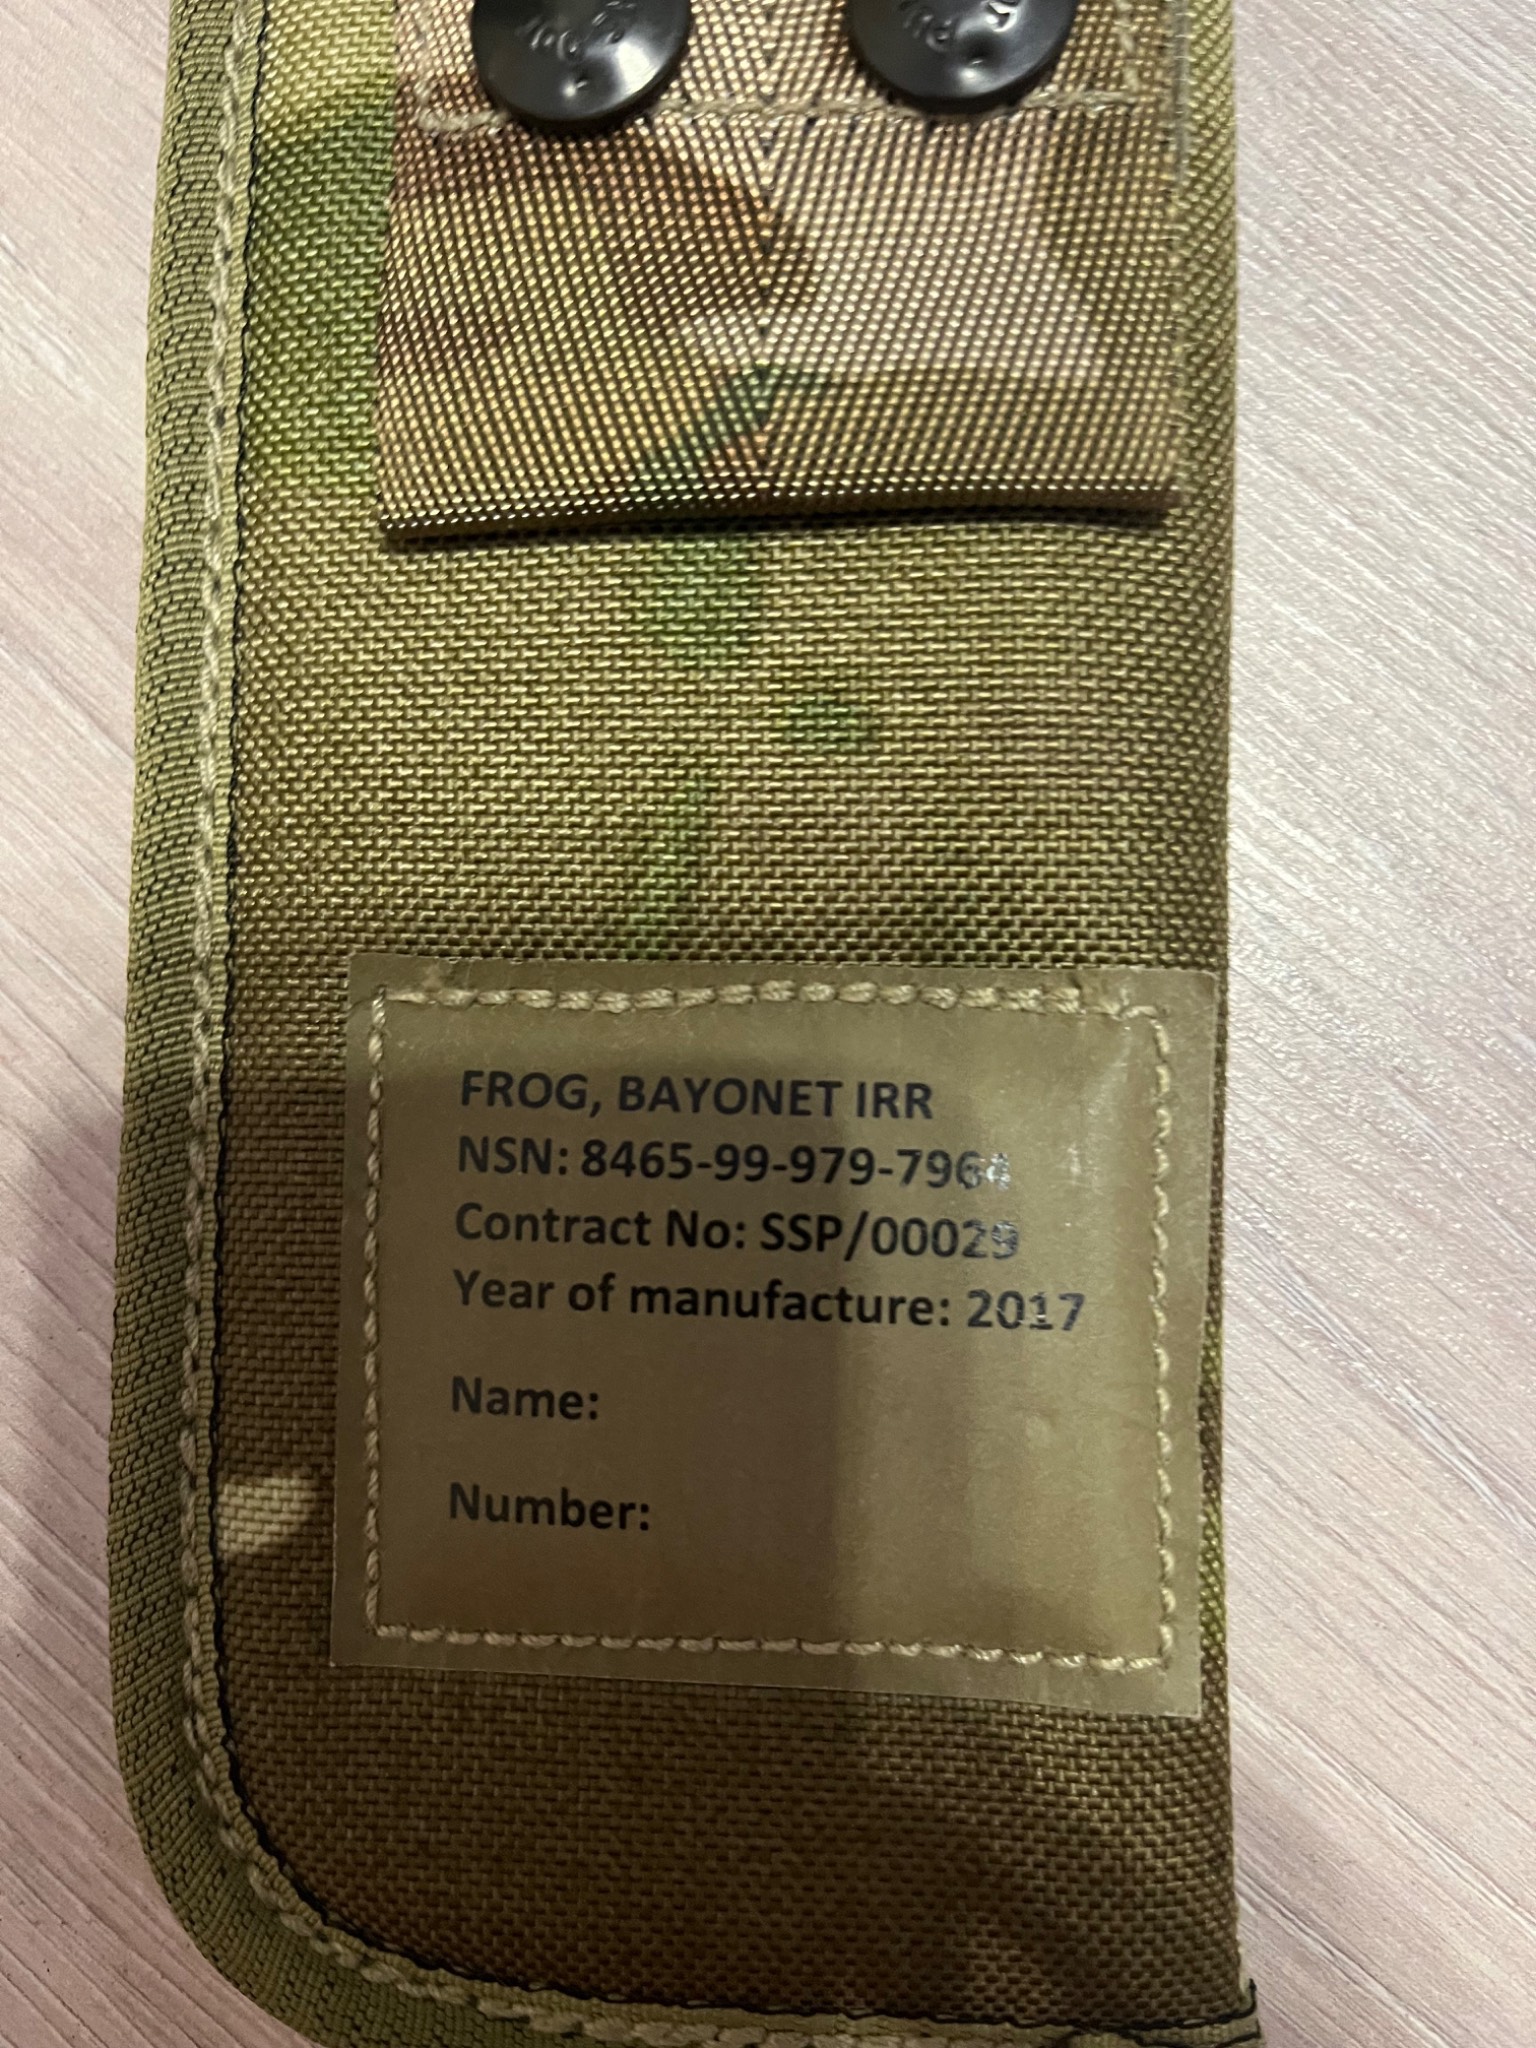 FROG, BAYONET IRR
NSN: 8465-99-979-7964
Contract No: SSP/00029
Year of manufacture: 2017
Name:
Number: